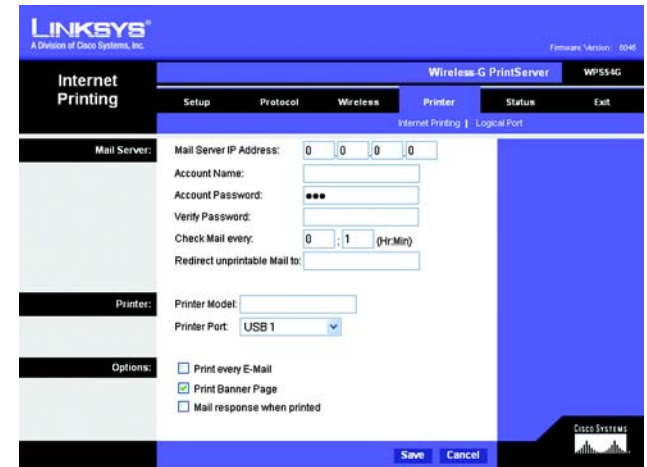 LINKSYS®
A Division of Cisco Systems, Inc.
Firmware Version: 6046
Internet Printing
Wireless-G PrintServer WPS54G
Setup Protocol Wireless Printer Status Exit
Internet Printing | Logical Port
Mail Server:
Mail Server IP Address: 0 . 0 . 0 . 0
Account Name:
Account Password: •••
Verify Password:
Check Mail every: 0 : 1 (Hr:Min)
Redirect unprintable Mail to:
Printer:
Printer Model:
Printer Port: USB 1
Options:
Print every E-Mail
Print Banner Page
Mail response when printed
CISCO SYSTEMS
Save Cancel